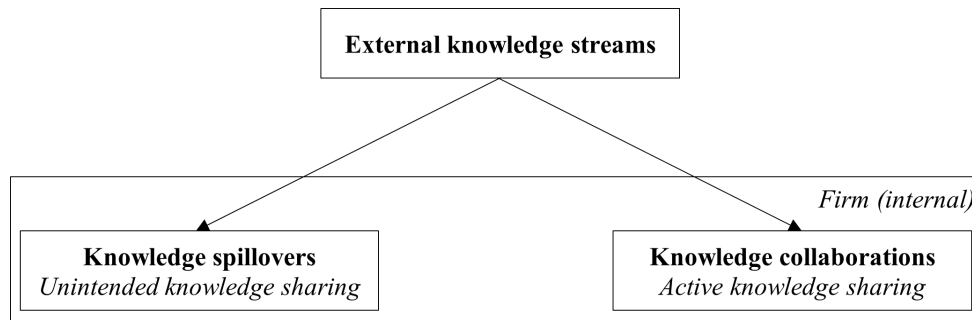 External knowledge streams
Firm (internal)
Knowledge spillovers
Unintended knowledge sharing
Knowledge collaborations
Active knowledge sharing